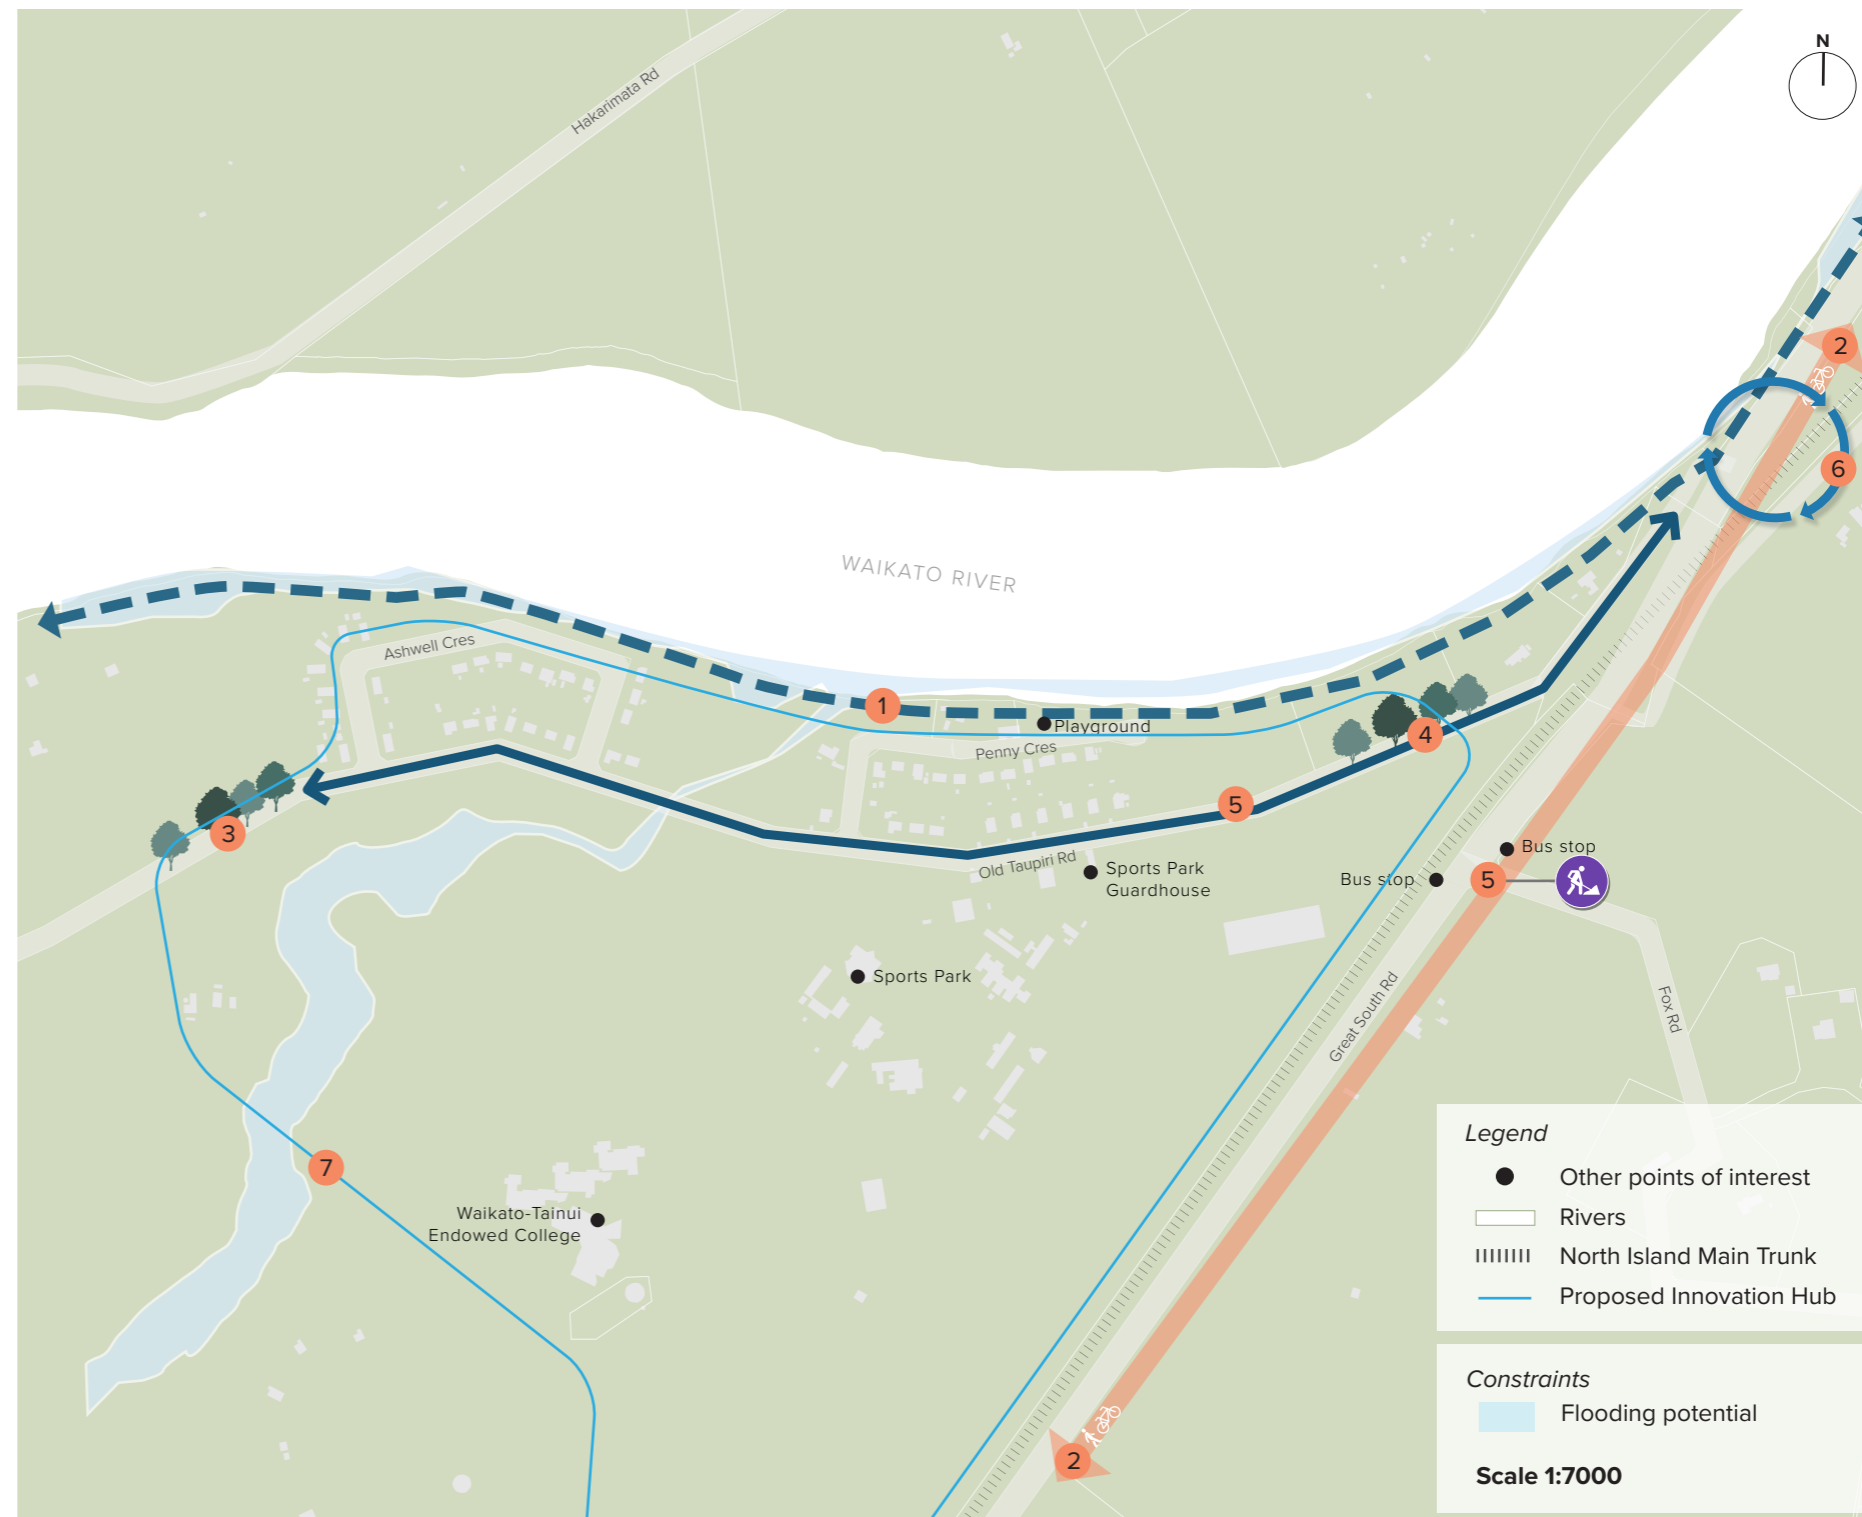 N
Hakarimata Rd
2
6
WAIKATO RIVER
Ashwell Cres
1
Playground
Penny Cres
4
3
5
Old Taupiri Rd
Sports Park
Guardhouse
Bus stop
Bus stop
5
Sports Park
Great South Rd
Fox Rd
7
Waikato-Tainui
Endowed College
2
Legend
Other points of interest
Rivers
North Island Main Trunk
Proposed Innovation Hub
Constraints
Flooding potential
Scale 1:7000